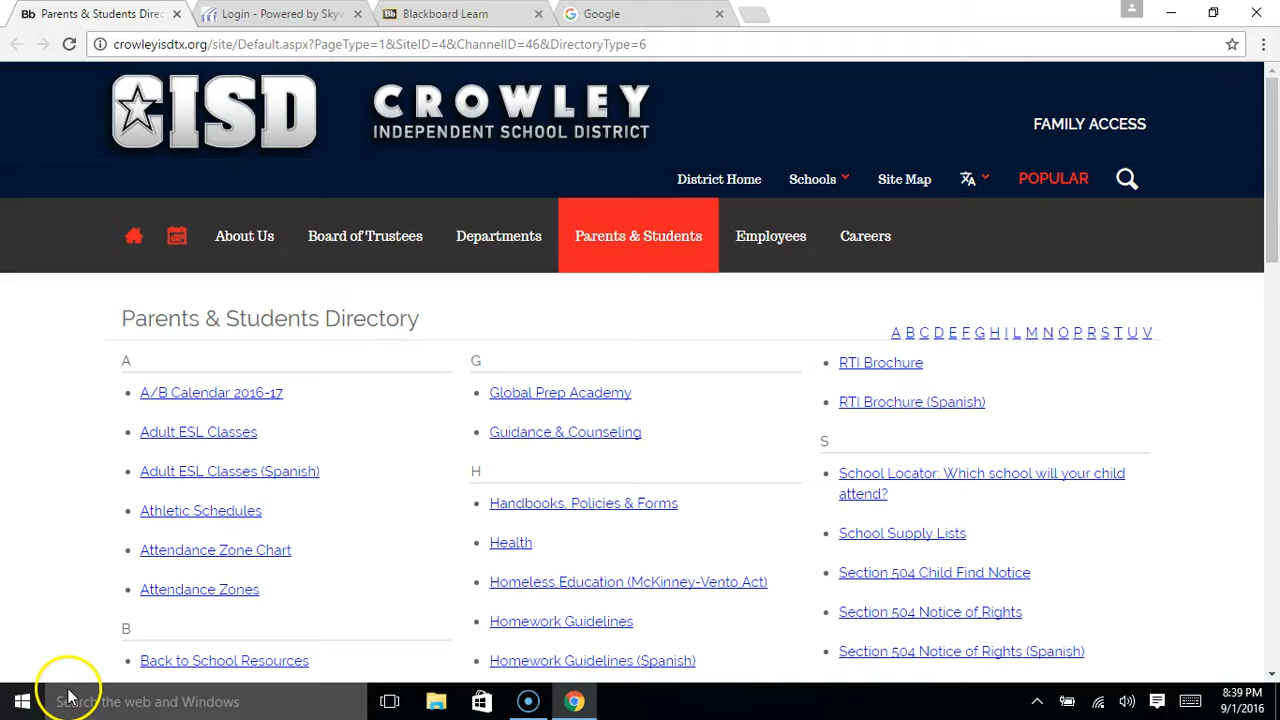 Bb Parents & Students Direc
Login - Powered by Skyw
Bb Blackboard Learn
Google
crowleyisdtx.org/site/Default.aspx?PageType=1&SiteID=4&ChannelID=46&DirectoryType=6
CISD
CROWLEY
INDEPENDENT SCHOOL DISTRICT
FAMILY ACCESS
District Home Schools Site Map POPULAR
About Us Board of Trustees Departments Parents & Students Employees Careers
Parents & Students Directory
A B C D E F G H I L M N O P R S T U V
A
A/B Calendar 2016-17
Adult ESL Classes
Adult ESL Classes (Spanish)
Athletic Schedules
Attendance Zone Chart
Attendance Zones
B
Back to School Resources
G
Global Prep Academy
Guidance & Counseling
H
Handbooks, Policies & Forms
Health
Homeless Education (McKinney-Vento Act)
Homework Guidelines
Homework Guidelines (Spanish)
RTI Brochure
RTI Brochure (Spanish)
S
School Locator: Which school will your child
attend?
School Supply Lists
Section 504 Child Find Notice
Section 504 Notice of Rights
Section 504 Notice of Rights (Spanish)
Search the web and Windows
8:39 PM
9/1/2016